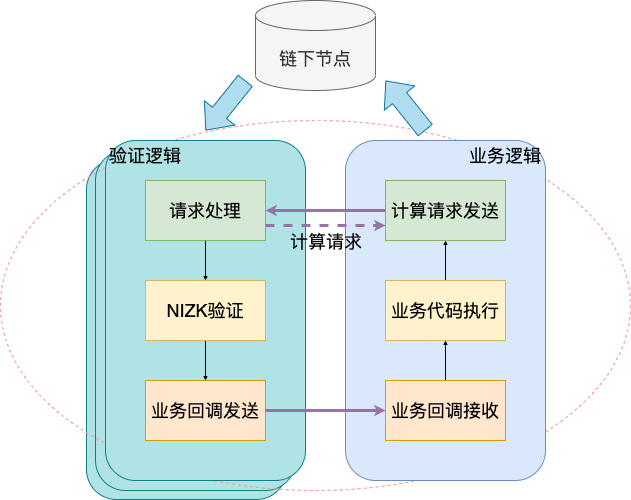 链下节点
验证逻辑
业务逻辑
请求处理
计算请求发送
计算请求
NIZK验证
业务代码执行
业务回调发送
业务回调接收